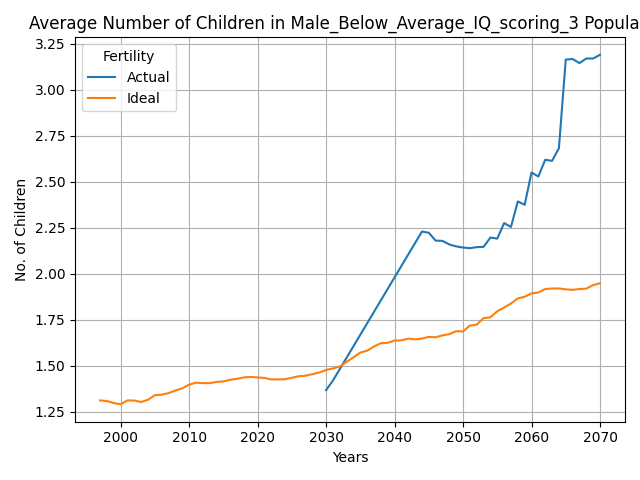 Average Number of Children in Male_Below_Average_IQ_scoring_3 Popula
Fertility
Actual
Ideal
3.25
3.00
2.75
2.50
2.25
2.00
1.75
1.50
1.25
No. of Children
2000 2010 2020 2030 2040 2050 2060 2070
Years